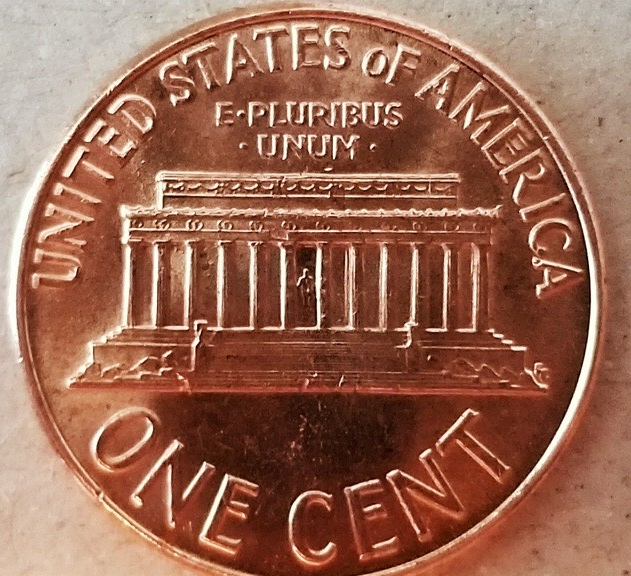 UNITED STATES OF AMERICA
E·PLURIBUS
·UNUM·
ONE CENT